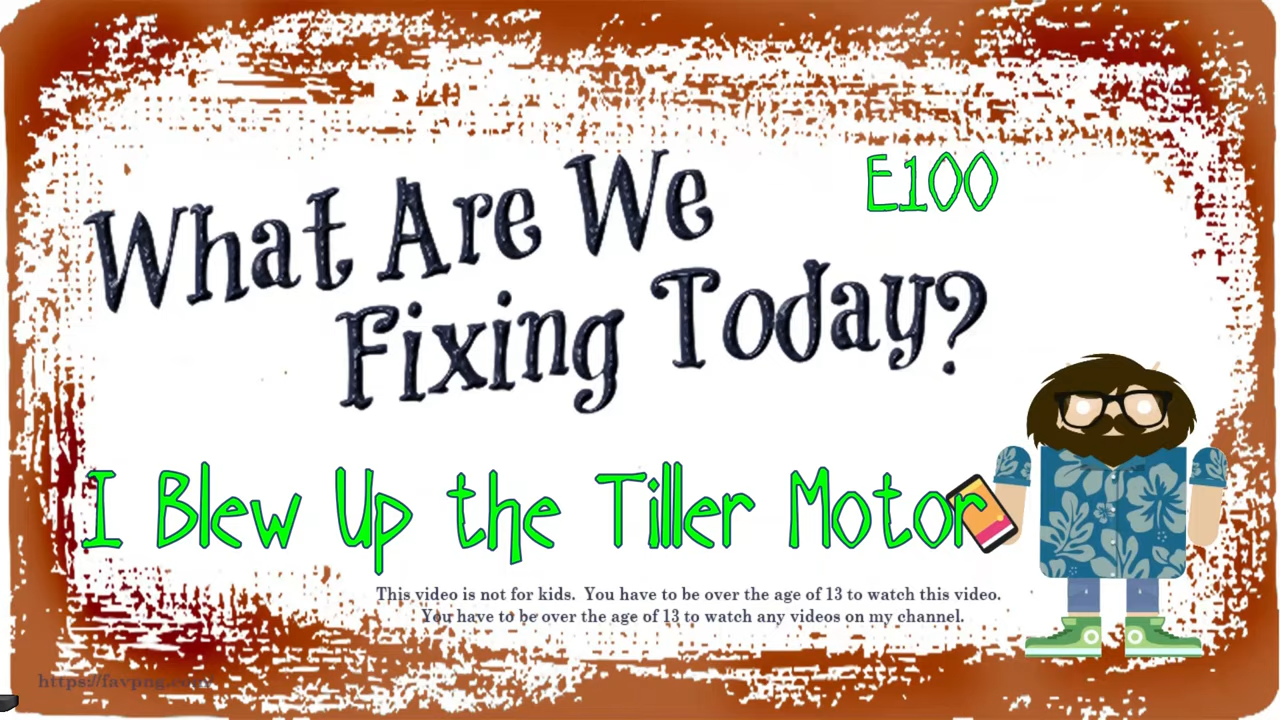 E100
What Are We
Fixing Today?
I Blew Up the Tiller Motor
This video is not for kids. You have to be over the age of 13 to watch this video.
You have to be over the age of 13 to watch any videos on my channel.
https://favpng.com